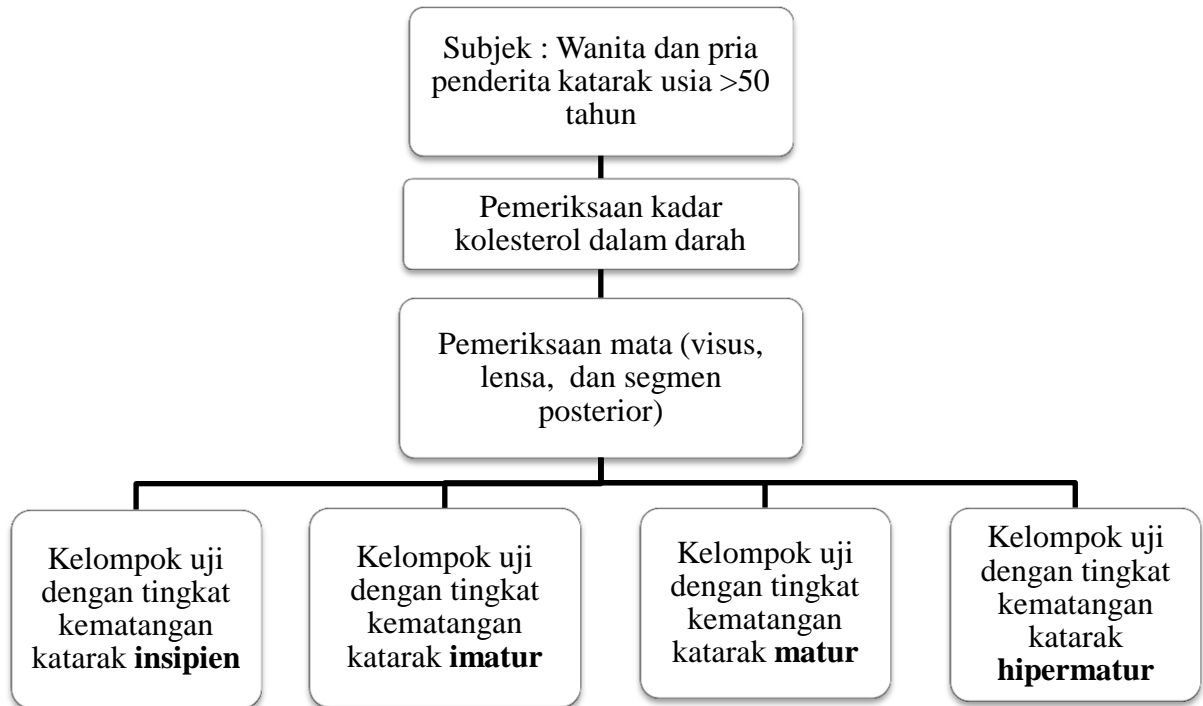 Subjek : Wanita dan pria
penderita katarak usia >50
tahun
Pemeriksaan kadar
kolesterol dalam darah
Pemeriksaan mata (visus,
lensa, dan segmen
posterior)
Kelompok uji
dengan tingkat
kematangan
katarak insipien
Kelompok uji
dengan tingkat
kematangan
katarak imatur
Kelompok uji
dengan tingkat
kematangan
katarak matur
Kelompok uji
dengan tingkat
kematangan
katarak
hipermatur